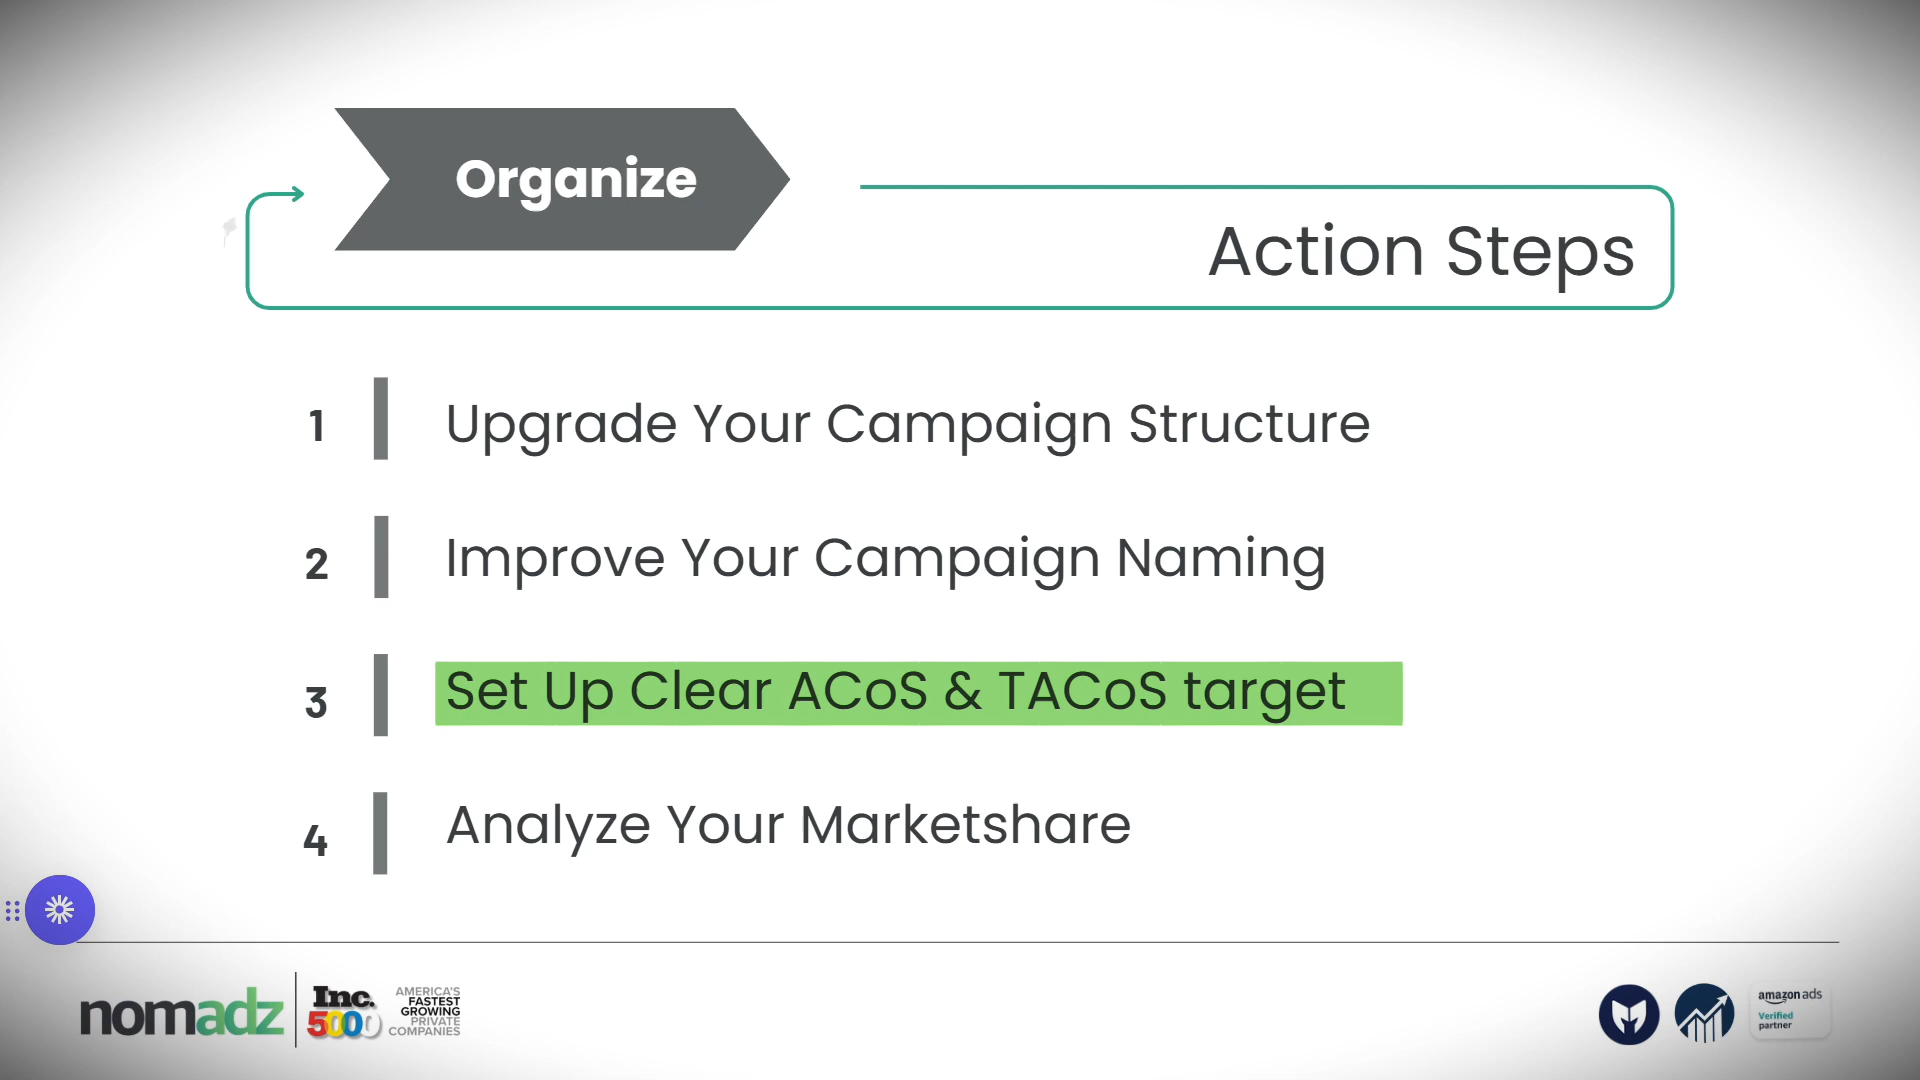 Organize
Action Steps
1
Upgrade Your Campaign Structure
2
Improve Your Campaign Naming
3
Set Up Clear ACoS & TACoS target
4
Analyze Your Marketshare
nomadz
Inc.
5000
AMERICA'S
FASTEST
GROWING
PRIVATE
COMPANIES
amazon ads
Verified
partner